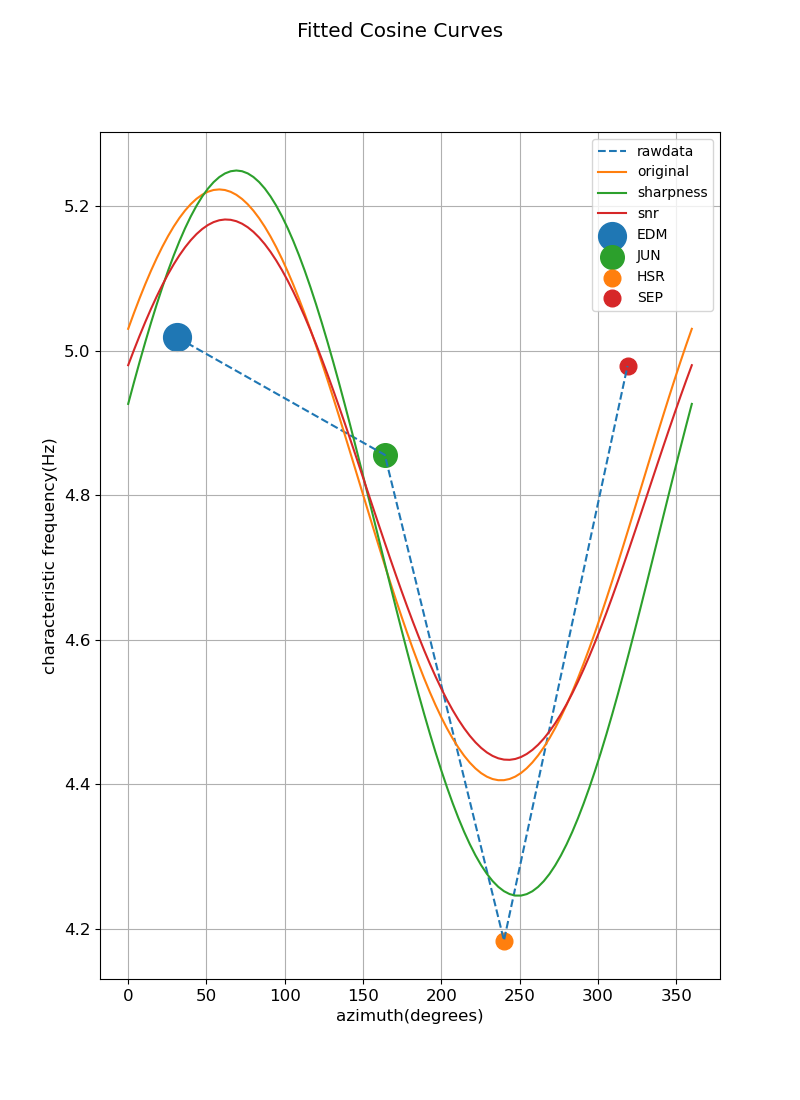 Fitted Cosine Curves
rawdata
original
sharpness
snr
EDM
JUN
HSR
SEP
5.2
5.0
4.8
4.6
4.4
4.2
characteristic frequency(Hz)
0 50 100 150 200 250 300 350
azimuth(degrees)